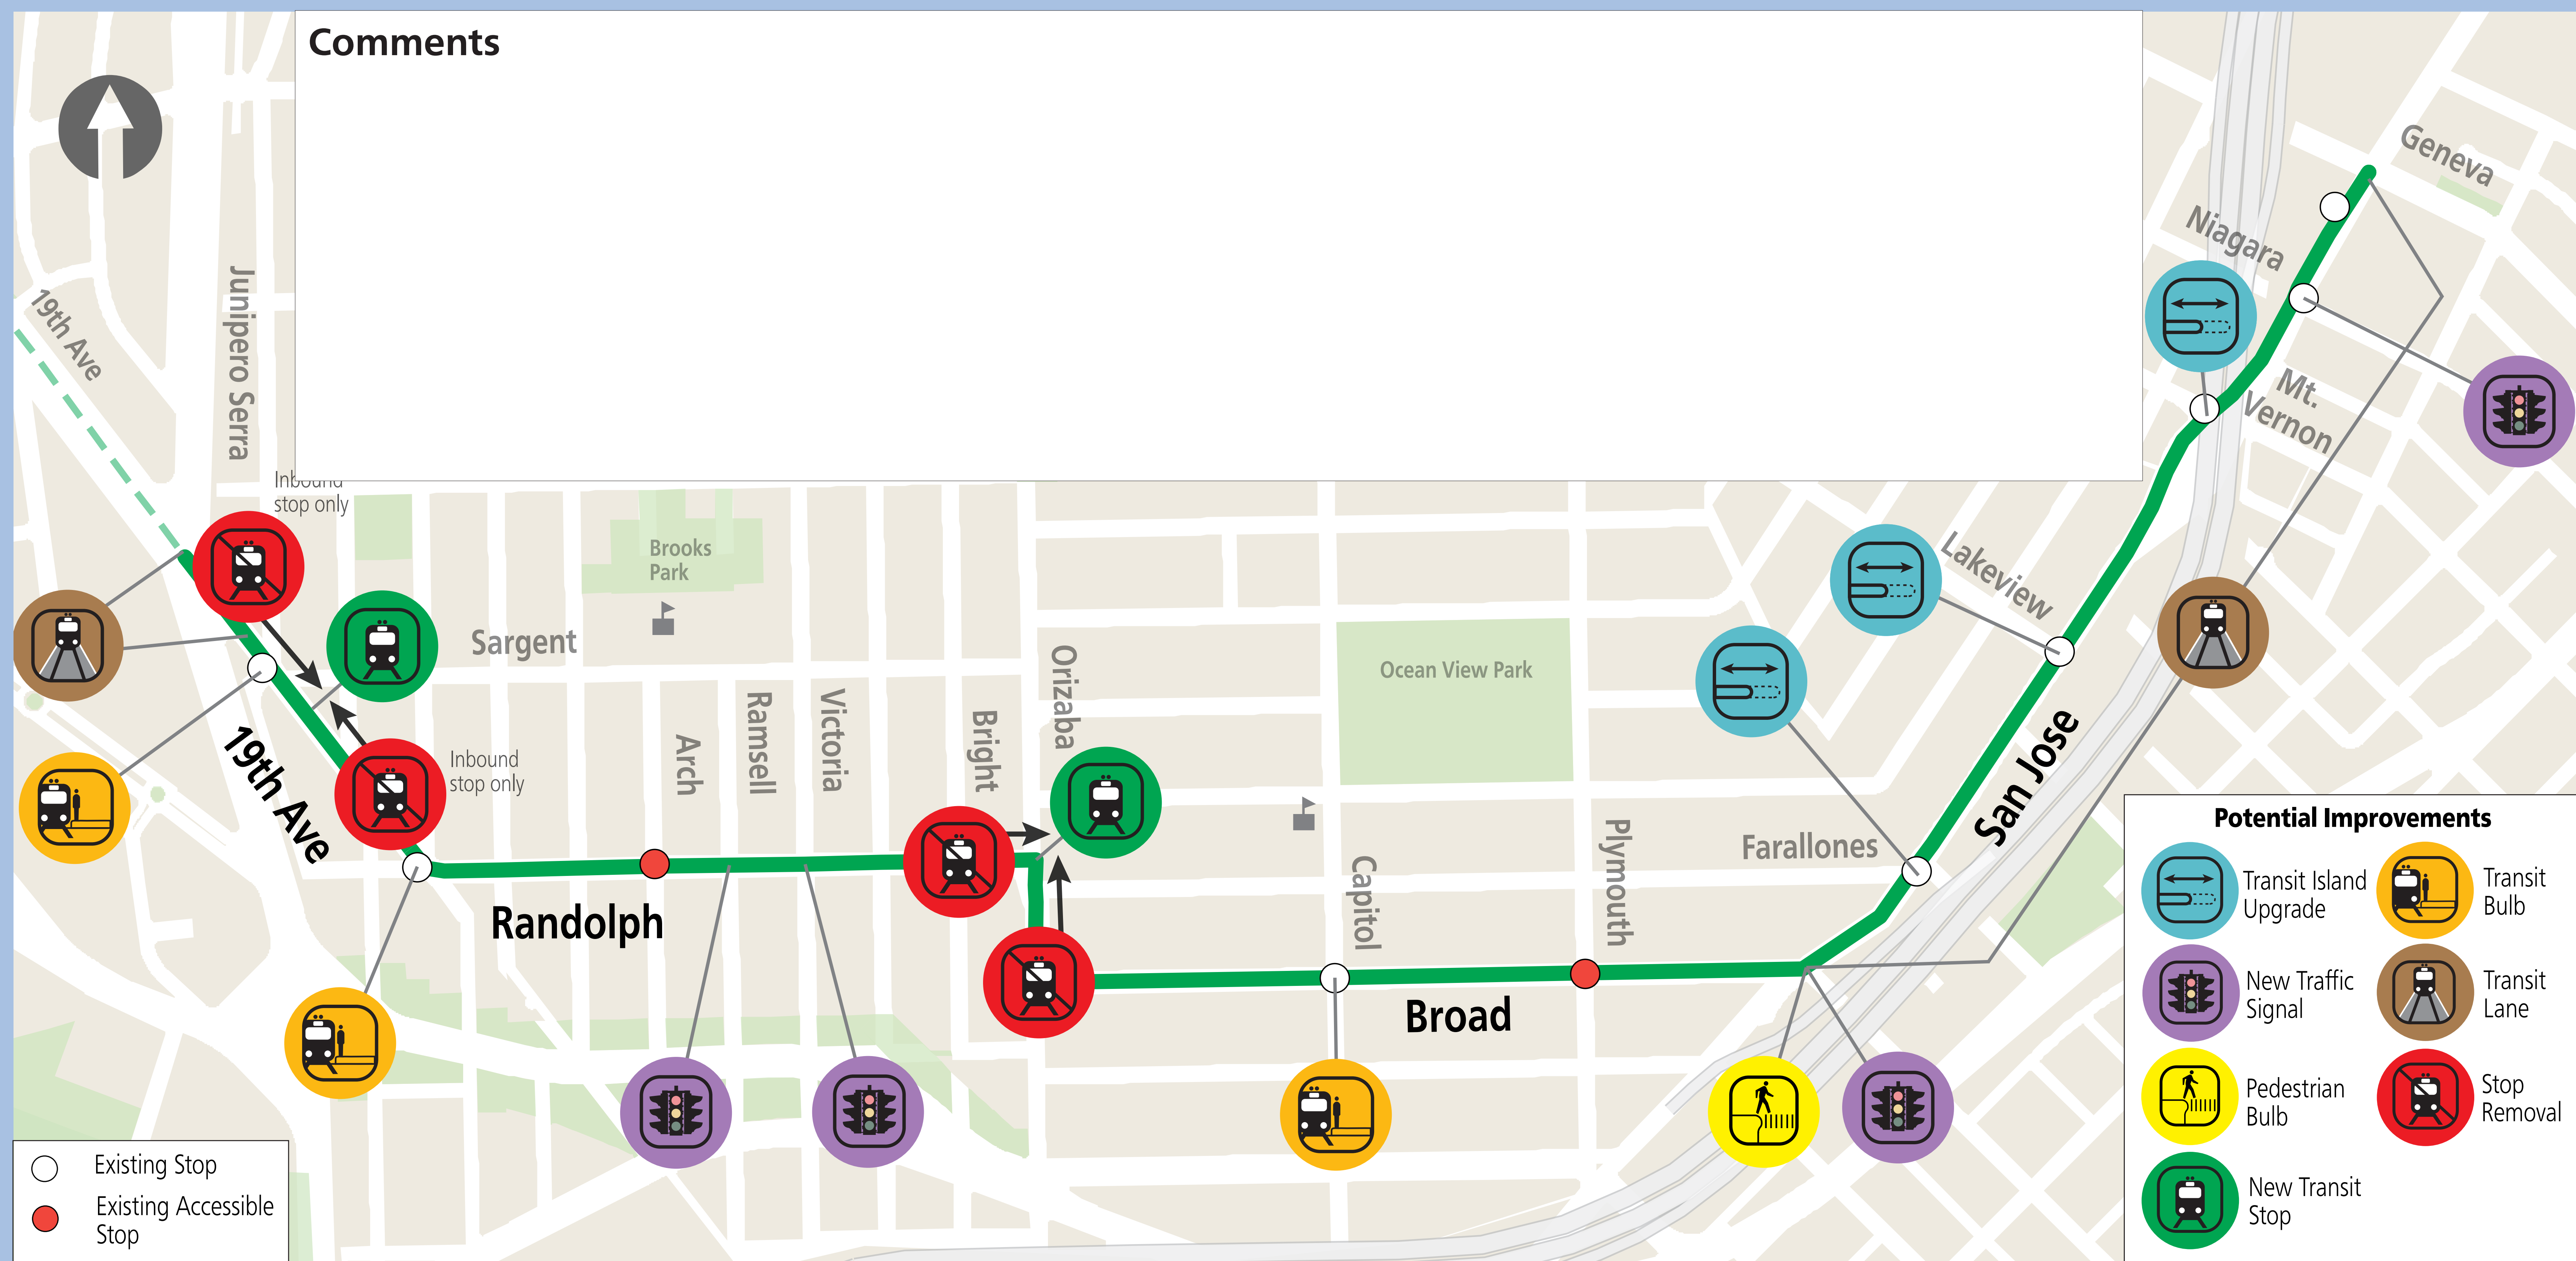 Comments
Geneva
Niagara
Mt.
Vernon
19th Ave
Junipero Serra
Inbound
stop only
Brooks
Park
Sargent
Orizaba
Ocean View Park
Lakeview
Arch
Ramsell
Victoria
Bright
19th Ave
Inbound
stop only
San Jose
Farallones
Plymouth
Capitol
Randolph
Broad
Potential Improvements
Transit Island
Upgrade
Transit
Bulb
New Traffic
Signal
Transit
Lane
Pedestrian
Bulb
Stop
Removal
New Transit
Stop
Existing Stop
Existing Accessible
Stop